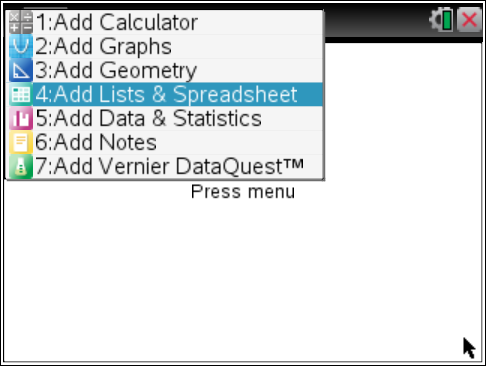 1:Add Calculator
2:Add Graphs
3:Add Geometry
4:Add Lists & Spreadsheet
5:Add Data & Statistics
6:Add Notes
7:Add Vernier DataQuest™
Press menu